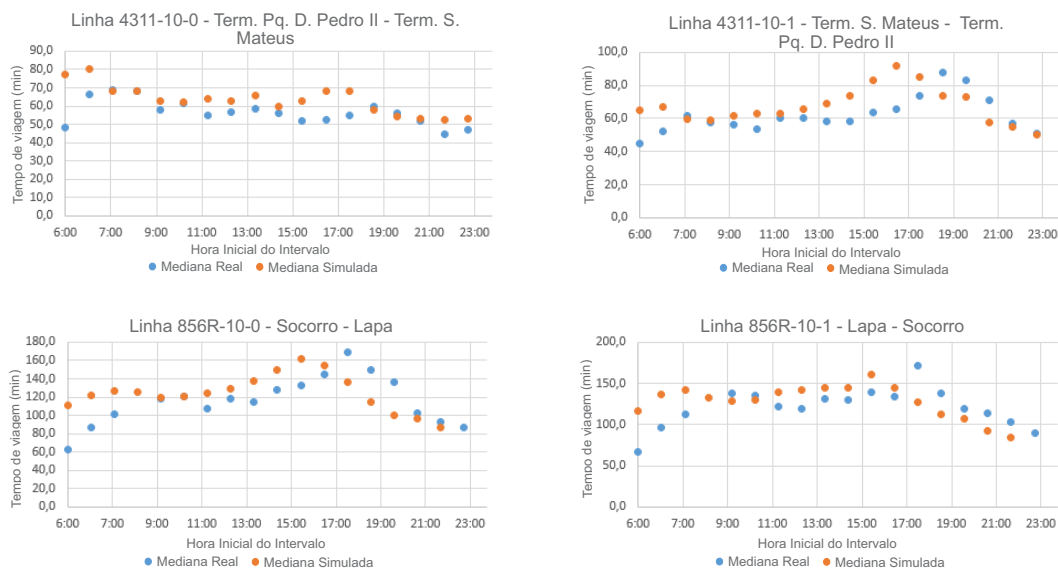 Linha 4311-10-0 - Term. Pq. D. Pedro II - Term. S.
Mateus
Tempo de viagem (min)
90,0
80,0
70,0
60,0
50,0
40,0
30,0
20,0
10,0
0,0
6:00 7:00 9:00 11:00 13:00 15:00 17:00 19:00 21:00 23:00
Hora Inicial do Intervalo
Mediana Real Mediana Simulada
Linha 4311-10-1 - Term. S. Mateus - Term.
Pq. D. Pedro II
Tempo de viagem (min)
100,0
80,0
60,0
40,0
20,0
0,0
6:00 7:00 9:00 11:00 13:00 15:00 17:00 19:00 21:00 23:00
Hora Inicial do Intervalo
Mediana Real Mediana Simulada
Linha 856R-10-0 - Socorro - Lapa
Tempo de viagem (min)
180,0
160,0
140,0
120,0
100,0
80,0
60,0
40,0
20,0
0,0
6:00 7:00 9:00 11:00 13:00 15:00 17:00 19:00 21:00 23:00
Hora Inicial do Intervalo
Mediana Real Mediana Simulada
Linha 856R-10-1 - Lapa - Socorro
Tempo de viagem (min)
200,0
150,0
100,0
50,0
0,0
6:00 7:00 9:00 11:00 13:00 15:00 17:00 19:00 21:00 23:00
Hora Inicial do Intervalo
Mediana Real Mediana Simulada